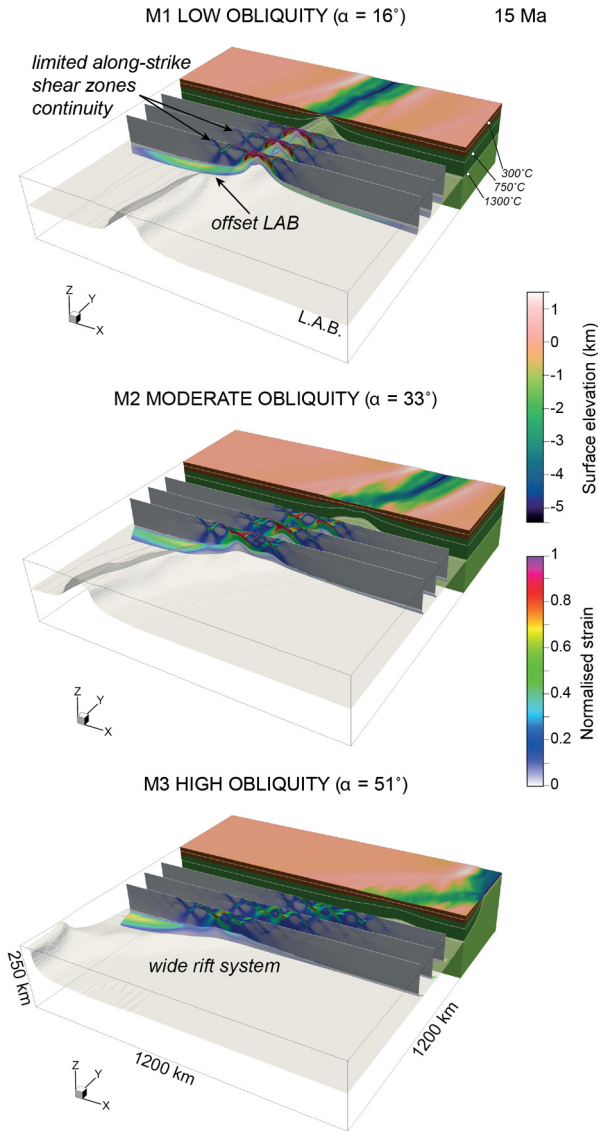 M1 LOW OBLIQUITY (α = 16˚)
15 Ma
limited along-strike
shear zones
continuity
300˚C
750˚C
1300˚C
offset LAB
L.A.B.
Z
Y
X
1
0
-1
-2
-3
-4
-5
Surface elevation (km)
M2 MODERATE OBLIQUITY (α = 33˚)
Z
Y
X
1
0.8
0.6
0.4
0.2
0
Normalised strain
M3 HIGH OBLIQUITY (α = 51˚)
wide rift system
250 km
1200 km
1200 km
Z
Y
X